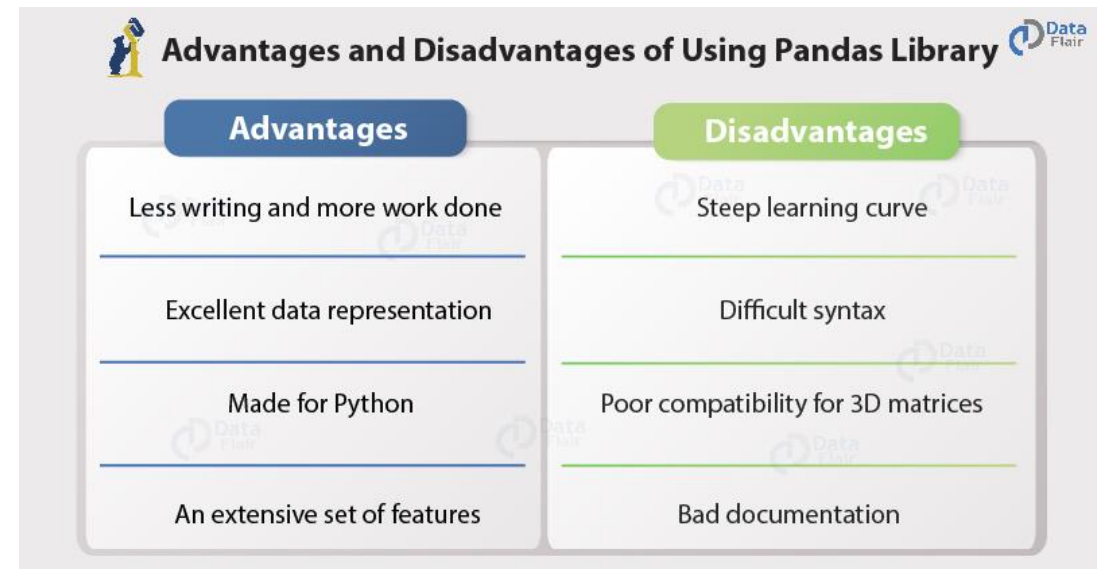 Advantages and Disadvantages of Using Pandas Library
Data
Flair
Advantages
Disadvantages
Less writing and more work done
Steep learning curve
Excellent data representation
Difficult syntax
Made for Python
Poor compatibility for 3D matrices
An extensive set of features
Bad documentation